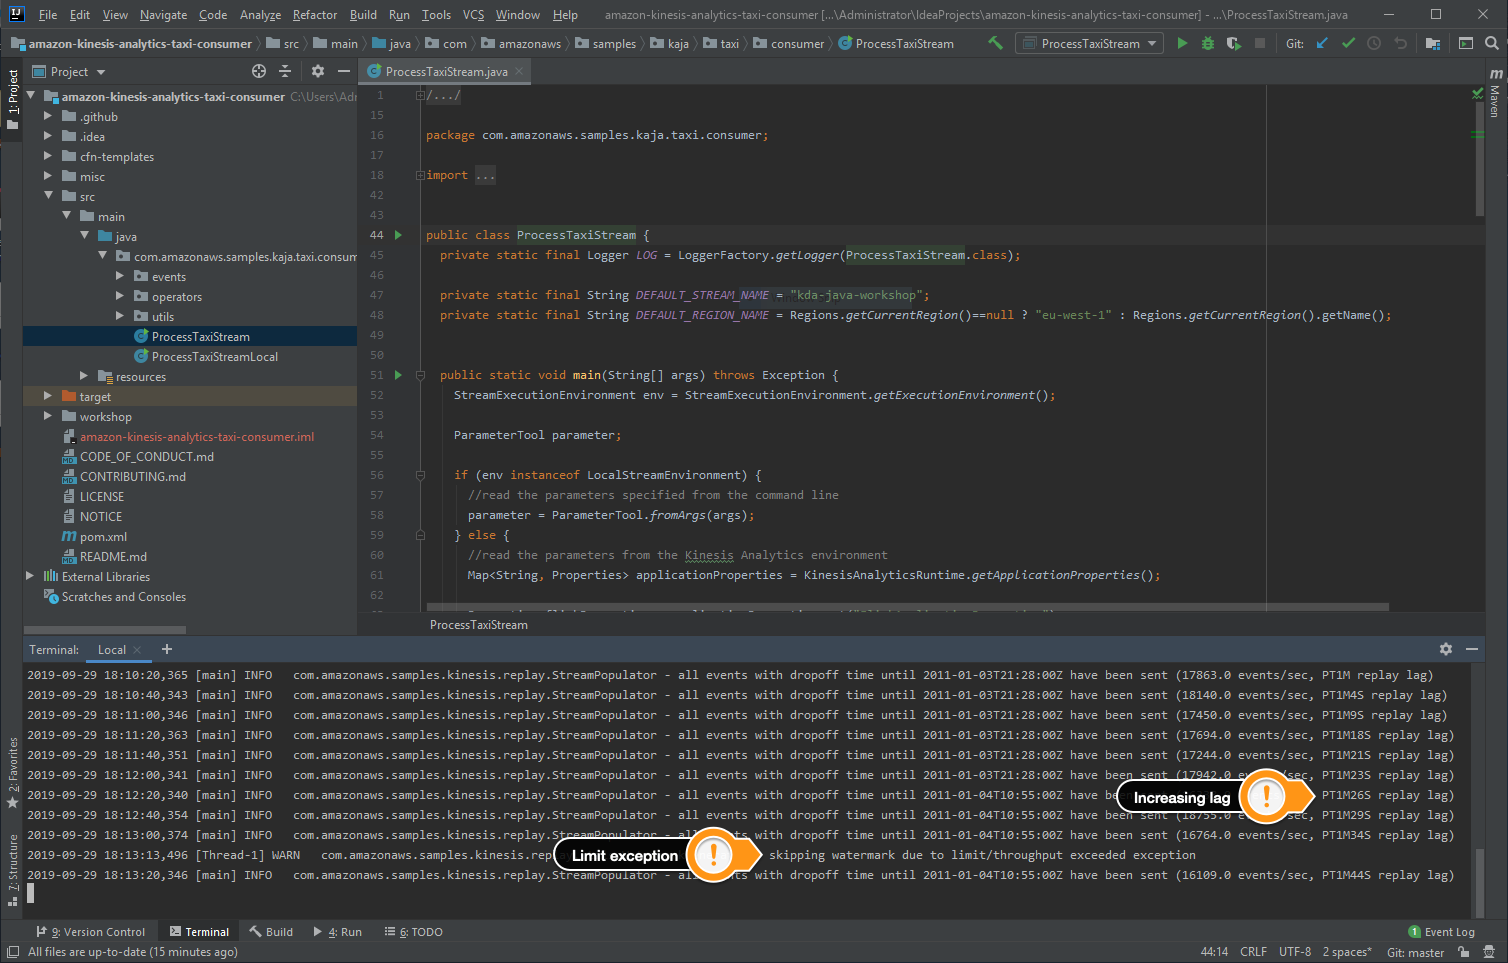 File Edit View Navigate Code Analyze Refactor Build Run Tools VCS Window Help amazon-kinesis-analytics-taxi-consumer [...\Administrator\IdeaProjects\amazon-kinesis-analytics-taxi-consumer] - ...\ProcessTaxiStream.java
amazon-kinesis-analytics-taxi-consumer src main java com amazonaws samples kaja taxi consumer ProcessTaxiStream ProcessTaxiStream Git:
1: Project
Project
amazon-kinesis-analytics-taxi-consumer C:\Users\Adr
.github
.idea
cfn-templates
misc
src
main
java
com.amazonaws.samples.kaja.taxi.consum
events
operators
utils
ProcessTaxiStream
ProcessTaxiStreamLocal
resources
target
workshop
amazon-kinesis-analytics-taxi-consumer.iml
CODE_OF_CONDUCT.md
CONTRIBUTING.md
LICENSE
NOTICE
pom.xml
README.md
External Libraries
Scratches and Consoles
ProcessTaxiStream.java
1 /.../
15
16 package com.amazonaws.samples.kaja.taxi.consumer;
17
18 import ...
42
43
44 public class ProcessTaxiStream {
45 private static final Logger LOG = LoggerFactory.getLogger(ProcessTaxiStream.class);
46
47 private static final String DEFAULT_STREAM_NAME = "kda-java-workshop";
48 private static final String DEFAULT_REGION_NAME = Regions.getCurrentRegion()==null ? "eu-west-1" : Regions.getCurrentRegion().getName();
49
50
51 public static void main(String[] args) throws Exception {
52 StreamExecutionEnvironment env = StreamExecutionEnvironment.getExecutionEnvironment();
53
54 ParameterTool parameter;
55
56 if (env instanceof LocalStreamEnvironment) {
57 //read the parameters specified from the command line
58 parameter = ParameterTool.fromArgs(args);
59 } else {
60 //read the parameters from the Kinesis Analytics environment
61 Map<String, Properties> applicationProperties = KinesisAnalyticsRuntime.getApplicationProperties();
62
ProcessTaxiStream
m Maven
Terminal: Local × +
2019-09-29 18:10:20,365 [main] INFO com.amazonaws.samples.kinesis.replay.StreamPopulator - all events with dropoff time until 2011-01-03T21:28:00Z have been sent (17863.0 events/sec, PT1M replay lag)
2019-09-29 18:10:40,343 [main] INFO com.amazonaws.samples.kinesis.replay.StreamPopulator - all events with dropoff time until 2011-01-03T21:28:00Z have been sent (18140.0 events/sec, PT1M4S replay lag)
2019-09-29 18:11:00,346 [main] INFO com.amazonaws.samples.kinesis.replay.StreamPopulator - all events with dropoff time until 2011-01-03T21:28:00Z have been sent (17450.0 events/sec, PT1M9S replay lag)
2019-09-29 18:11:20,363 [main] INFO com.amazonaws.samples.kinesis.replay.StreamPopulator - all events with dropoff time until 2011-01-03T21:28:00Z have been sent (17694.0 events/sec, PT1M18S replay lag)
2019-09-29 18:11:40,351 [main] INFO com.amazonaws.samples.kinesis.replay.StreamPopulator - all events with dropoff time until 2011-01-03T21:28:00Z have been sent (17244.0 events/sec, PT1M21S replay lag)
2019-09-29 18:12:00,341 [main] INFO com.amazonaws.samples.kinesis.replay.StreamPopulator - all events with dropoff time until 2011-01-03T21:28:00Z have been sent (17942.0 events/sec, PT1M23S replay lag)
2019-09-29 18:12:20,340 [main] INFO com.amazonaws.samples.kinesis.replay.StreamPopulator - all events with dropoff time until 2011-01-04T10:55:00Z have be Increasing lag ! PT1M26S replay lag)
2019-09-29 18:12:40,354 [main] INFO com.amazonaws.samples.kinesis.replay.StreamPopulator - all events with dropoff time until 2011-01-04T10:55:00Z have been sent (18755.0 events/sec, PT1M29S replay lag)
2019-09-29 18:13:00,374 [main] INFO com.amazonaws.samples.kinesis.replay.StreamPopulator - all events with dropoff time until 2011-01-04T10:55:00Z have been sent (16764.0 events/sec, PT1M34S replay lag)
2019-09-29 18:13:13,496 [Thread-1] WARN com.amazonaws.samples.kinesis.rep Limit exception ! skipping watermark due to limit/throughput exceeded exception
2019-09-29 18:13:20,346 [main] INFO com.amazonaws.samples.kinesis.replay.StreamPopulator - all events with dropoff time until 2011-01-04T10:55:00Z have been sent (16109.0 events/sec, PT1M44S replay lag)
2: Favorites
7: Structure
9: Version Control Terminal Build 4: Run 6: TODO 1 Event Log
All files are up-to-date (15 minutes ago) 44:14 CRLF UTF-8 2 spaces* Git: master